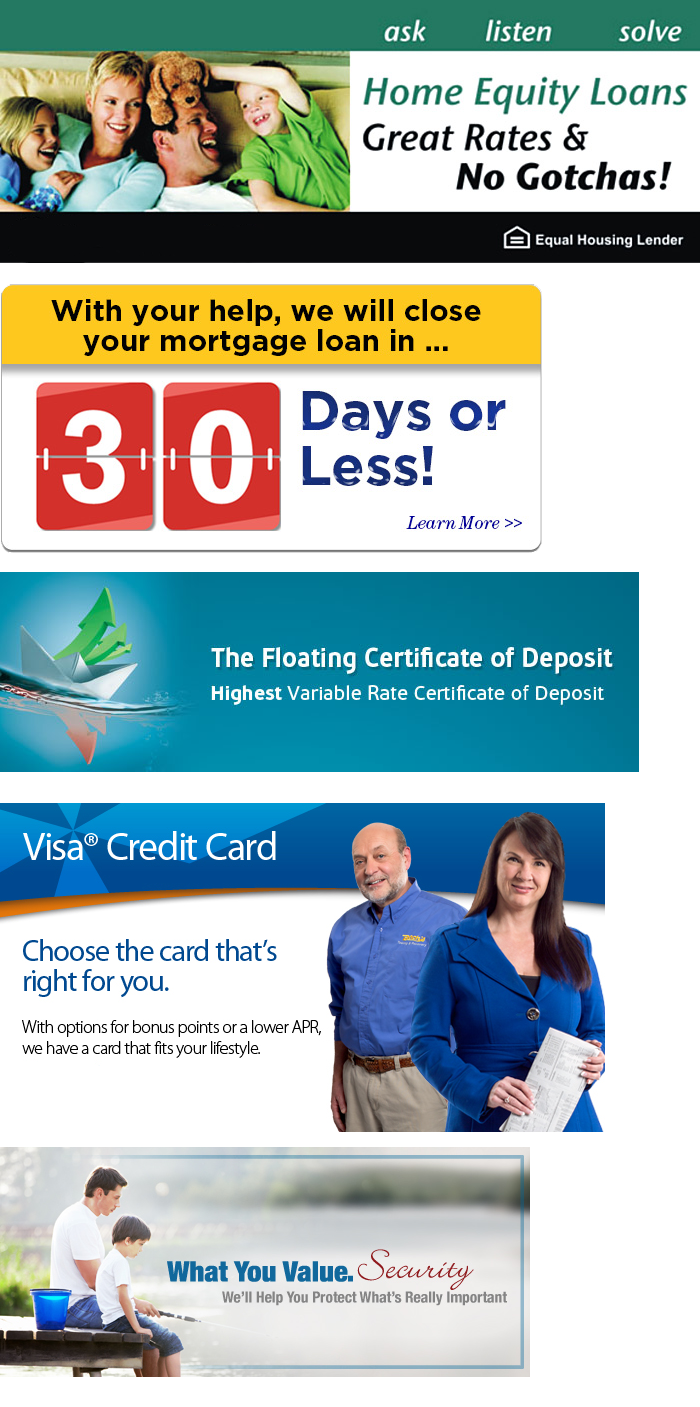 ask listen solve
Home Equity Loans
Great Rates &
No Gotchas!
Equal Housing Lender
With your help, we will close
your mortgage loan in ...
30
Days or
Less!
Learn More >>
The Floating Certificate of Deposit
Highest Variable Rate Certificate of Deposit
Visa® Credit Card
Choose the card that's
right for you.
With options for bonus points or a lower APR,
we have a card that fits your lifestyle.
What You Value. Security
We'll Help You Protect What's Really Important